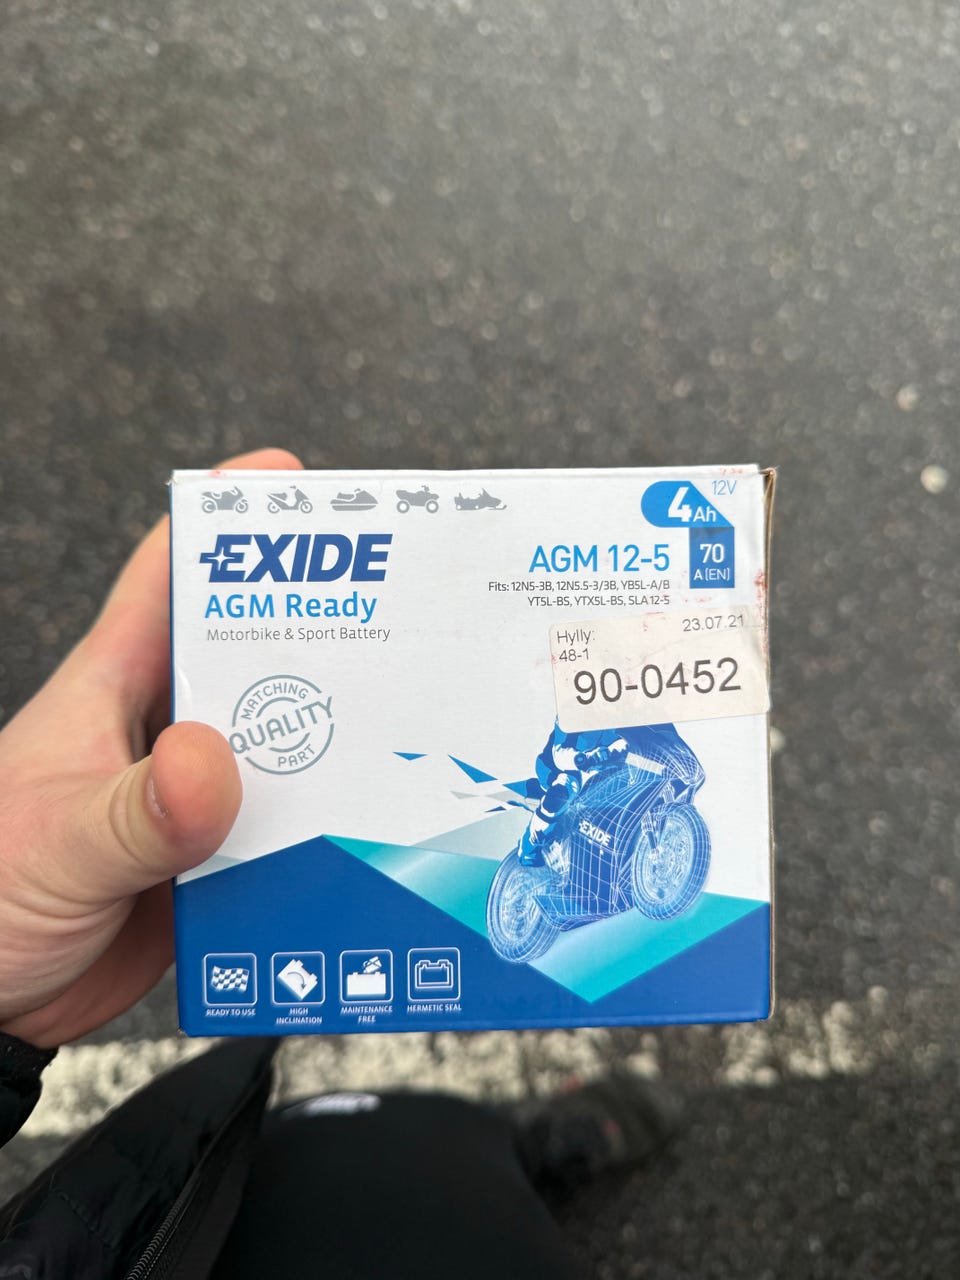 12V
4Ah
70
A (EN)
EXIDE
AGM Ready
Motorbike & Sport Battery
AGM 12-5
Fits: 12N5-3B, 12N5.5-3/3B, YB5L-A/B
YT5L-BS, YTX5L-BS, SLA 12-5
Hylly:
23.07.21
48-1
90-0452
MATCHING
QUALITY
PART
EXIDE
READY TO USE
HIGH
INCLINATION
MAINTENANCE
FREE
HERMETIC SEAL